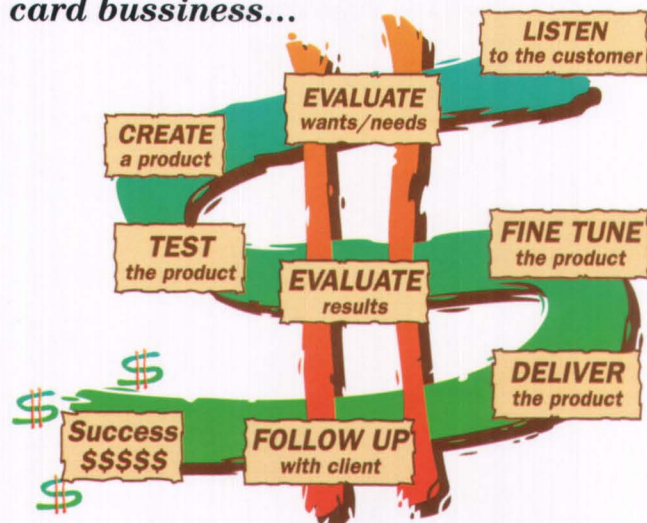 card bussiness...
LISTEN
to the customer
EVALUATE
wants/needs
CREATE
a product
TEST
the product
EVALUATE
results
FINE TUNE
the product
DELIVER
the product
FOLLOW UP
with client
Success
$$$$$